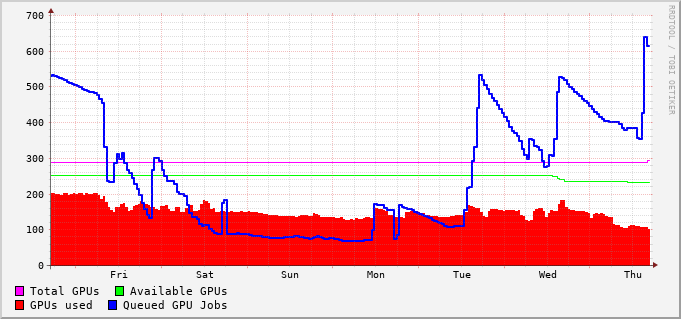 700
600
500
400
300
200
100
0
Fri Sat Sun Mon Tue Wed Thu
Total GPUs Available GPUs
GPUs used Queued GPU Jobs
RRDTOOL / TOBI OETIKER